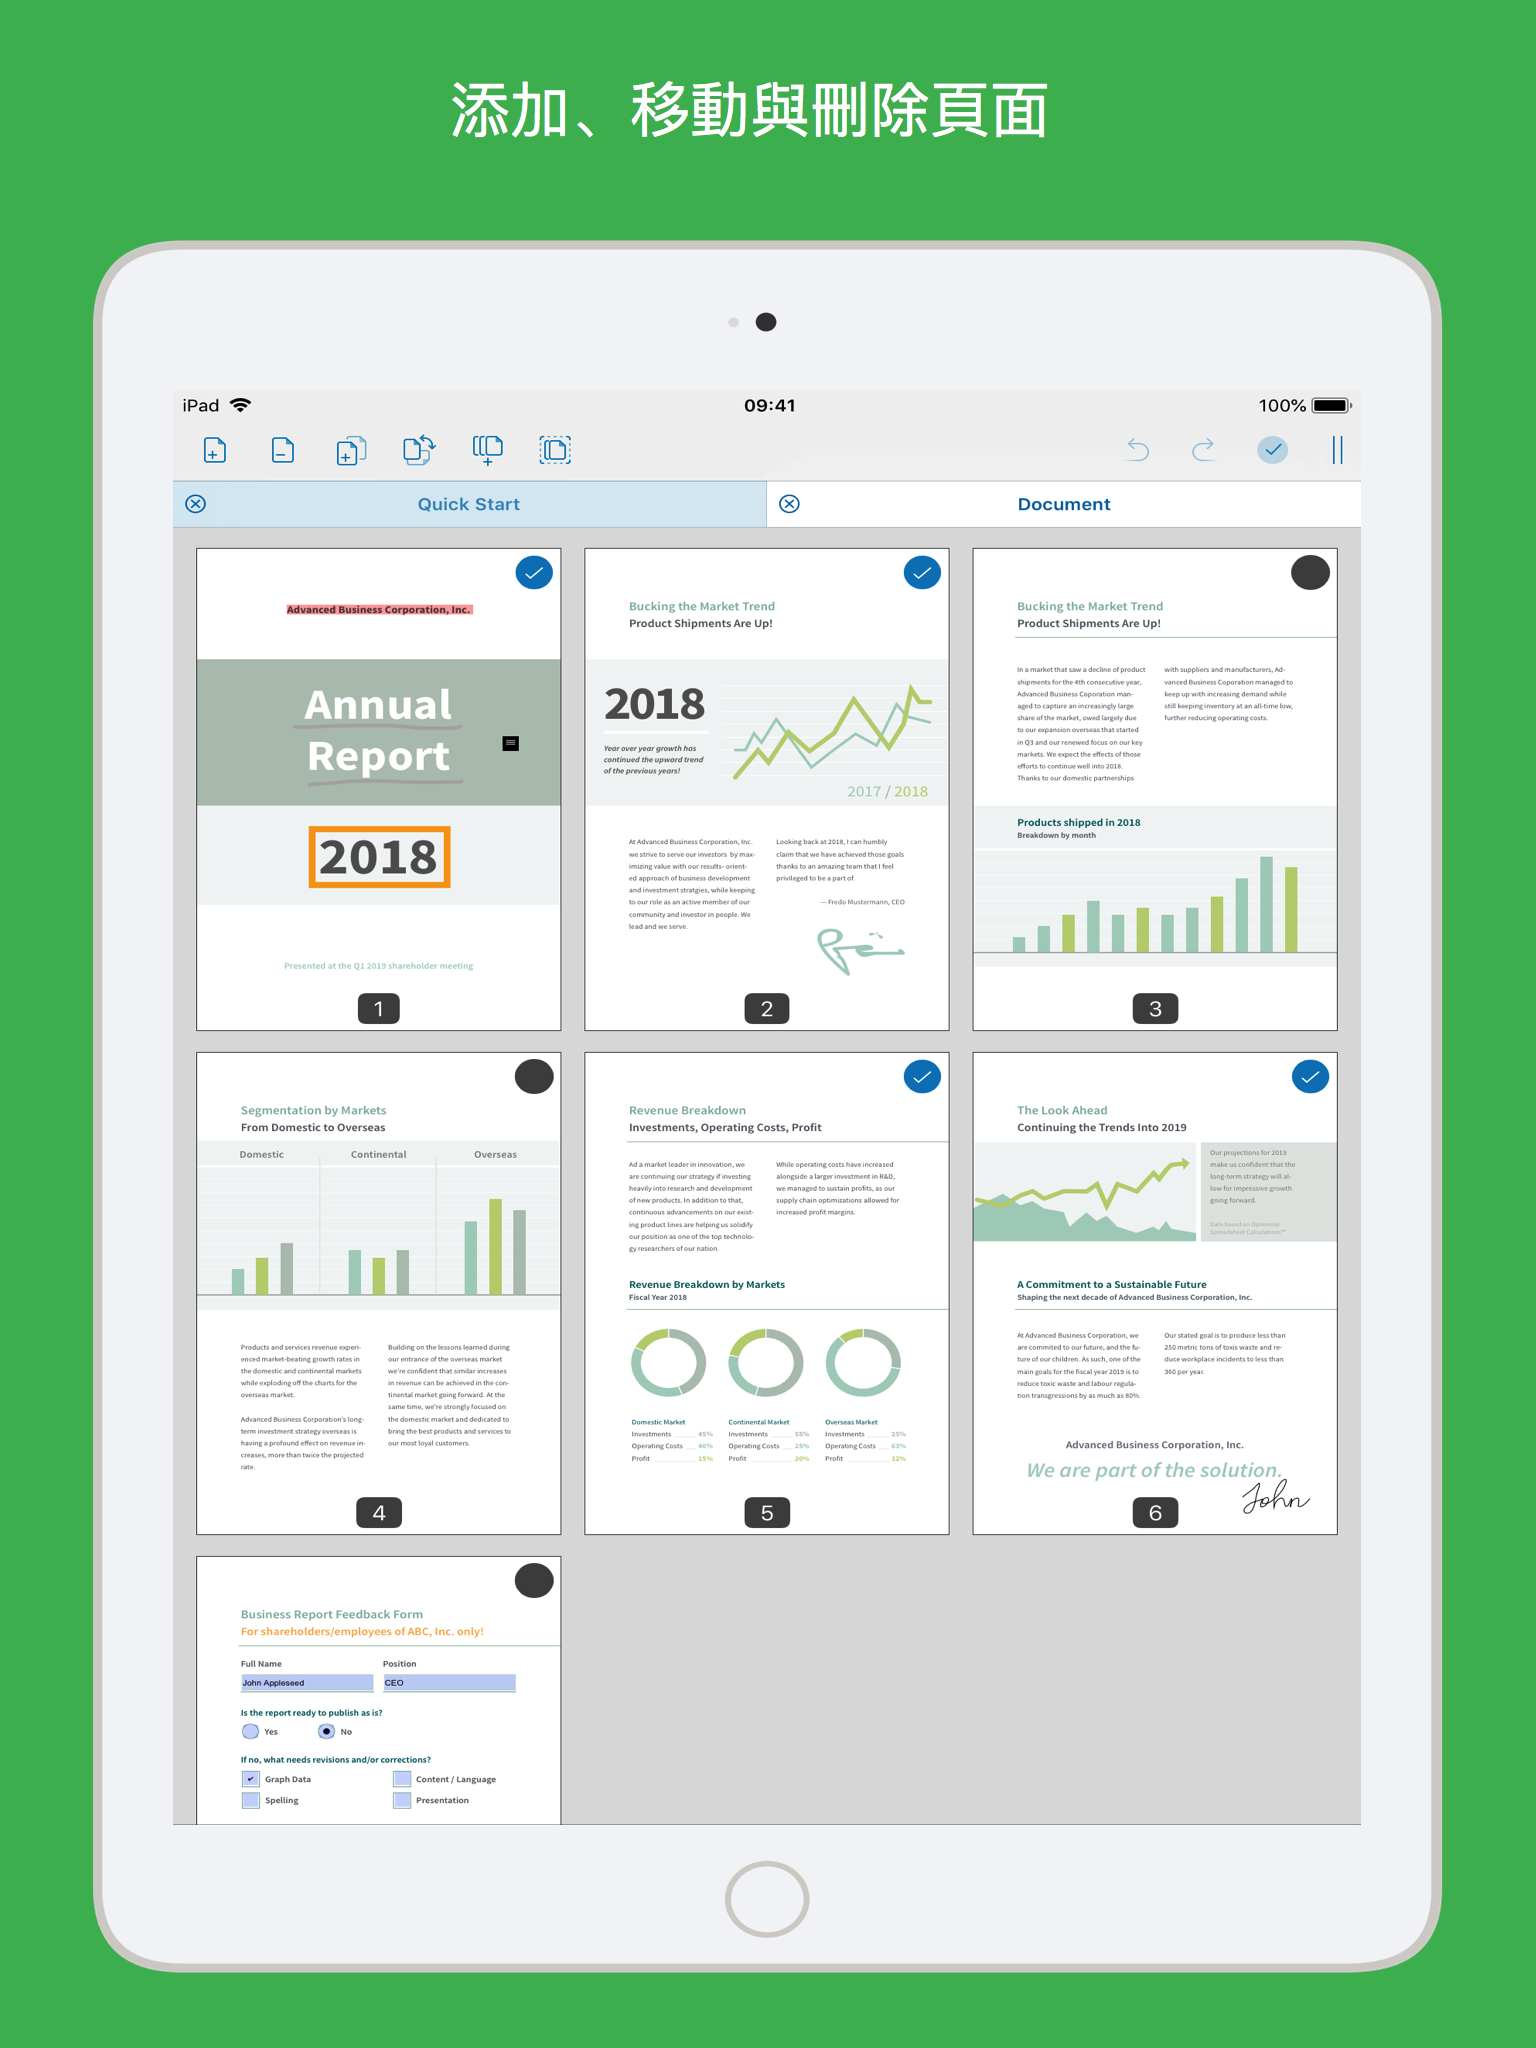 添加、移動與刪除頁面
iPad
09:41
100%
Quick Start
Document
Advanced Business Corporation, Inc.
Annual
Report
2018
Presented at the Q1 2019 shareholder meeting
1
Bucking the Market Trend
Product Shipments Are Up!
2018
Year over year growth has
continued the upward trend
of the previous years!
2017 / 2018
At Advanced Business Corporation, Inc.
we strive to serve our investors by max-
imizing value with our results- orient-
ed approach of business development
and investment stratgies, while keeping
to our role as an active member of our
community and investor in people. We
lead and we serve.
Looking back at 2018, I can humbly
claim that we have achieved those goals
thanks to an amazing team that I feel
privileged to be a part of.
— Fredo Mustermann, CEO
2
Bucking the Market Trend
Product Shipments Are Up!
In a market that saw a decline of product
shipments for the 4th consecutive year,
Advanced Business Coporation man-
aged to capture an increasingly large
share of the market, owed largely due
to our expansion overseas that started
in Q3 and our renewed focus on our key
markets. We expect the effects of those
efforts to continue well into 2018.
Thanks to our domestic partnerships
with suppliers and manufacturers, Ad-
vanced Business Coporation managed to
keep up with increasing demand while
still keeping inventory at an all-time low,
further reducing operating costs.
Products shipped in 2018
Breakdown by month
3
Segmentation by Markets
From Domestic to Overseas
Domestic
Continental
Overseas
Products and services revenue experi-
enced market-beating growth rates in
the domestic and continental markets
while exploding off the charts for the
overseas market.
Advanced Business Corporation's long-
term investment strategy overseas is
having a profound effect on revenue in-
creases, more than twice the projected
rate.
Building on the lessons learned during
our entrance of the overseas market
we're confident that similar increases
in revenue can be achieved in the con-
tinental market going forward. At the
same time, we're strongly focused on
the domestic market and dedicated to
bring the best products and services to
our most loyal customers.
4
Revenue Breakdown
Investments, Operating Costs, Profit
Ad a market leader in innovation, we
are continuing our strategy if investing
heavily into research and development
of new products. In addition to that,
continuous advancements on our exist-
ing product lines are helping us solidify
our position as one of the top technolo-
gy researchers of our nation.
While operating costs have increased
alongside a larger investment in R&D,
we managed to sustain profits, as our
supply chain optimizations allowed for
increased profit margins.
Revenue Breakdown by Markets
Fiscal Year 2018
Domestic Market
Investments 45%
Operating Costs 40%
Profit 15%
Continental Market
Investments 55%
Operating Costs 25%
Profit 20%
Overseas Market
Investments 25%
Operating Costs 63%
Profit 12%
5
The Look Ahead
Continuing the Trends Into 2019
Our projections for 2019
make us confident that the
long-term strategy will al-
low for impressive growth
going forward.
Data based on Optimistic
Spreadsheet Calculations™
A Commitment to a Sustainable Future
Shaping the next decade of Advanced Business Corporation, Inc.
At Advanced Business Corporation, we
are commited to our future, and the fu-
ture of our children. As such, one of the
main goals for the fiscal year 2019 is to
reduce toxic waste and labour regula-
tion transgressions by as much as 80%.
Our stated goal is to produce less than
250 metric tons of toxis waste and re-
duce workplace incidents to less than
360 per year.
Advanced Business Corporation, Inc.
We are part of the solution.
John
6
Business Report Feedback Form
For shareholders/employees of ABC, Inc. only!
Full Name
Position
John Appleseed
CEO
Is the report ready to publish as is?
Yes
No
If no, what needs revisions and/or corrections?
Graph Data
Content / Language
Spelling
Presentation